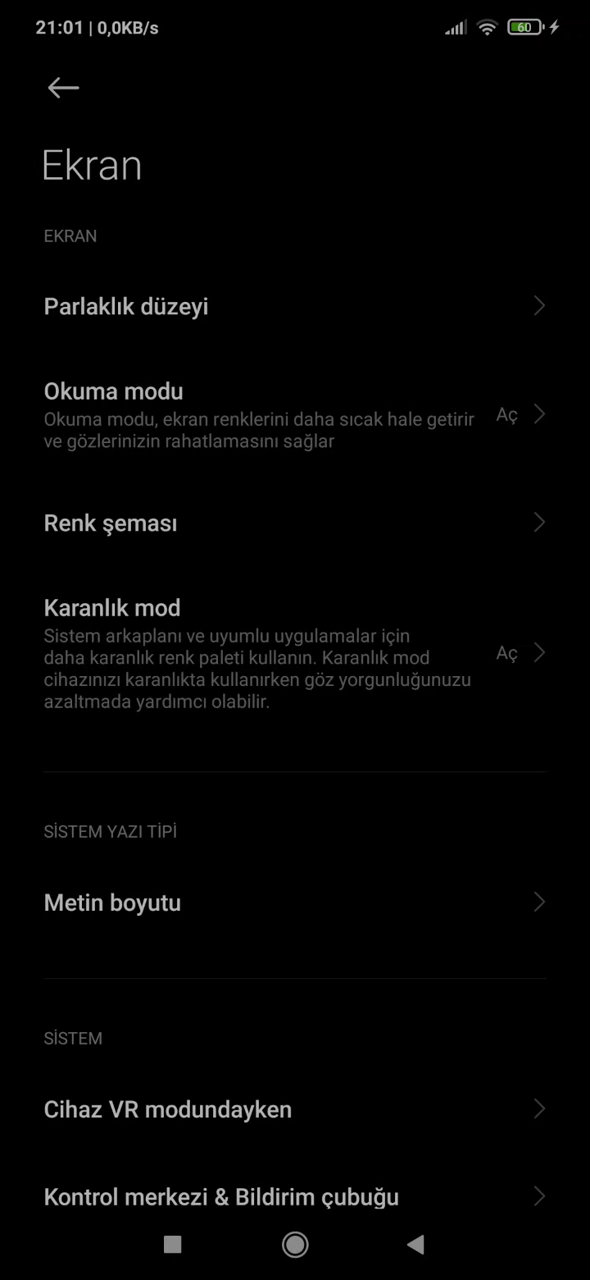 21:01 | 0,0KB/s
60
Ekran
EKRAN
Parlaklık düzeyi
Okuma modu
Okuma modu, ekran renklerini daha sıcak hale getirir
ve gözlerinizin rahatlamasını sağlar
Aç
Renk şeması
Karanlık mod
Sistem arkaplanı ve uyumlu uygulamalar için
daha karanlık renk paleti kullanın. Karanlık mod
cihazınızı karanlıkta kullanırken göz yorgunluğunuzu
azaltmada yardımcı olabilir.
Aç
SİSTEM YAZI TİPİ
Metin boyutu
SİSTEM
Cihaz VR modundayken
Kontrol merkezi & Bildirim çubuğu